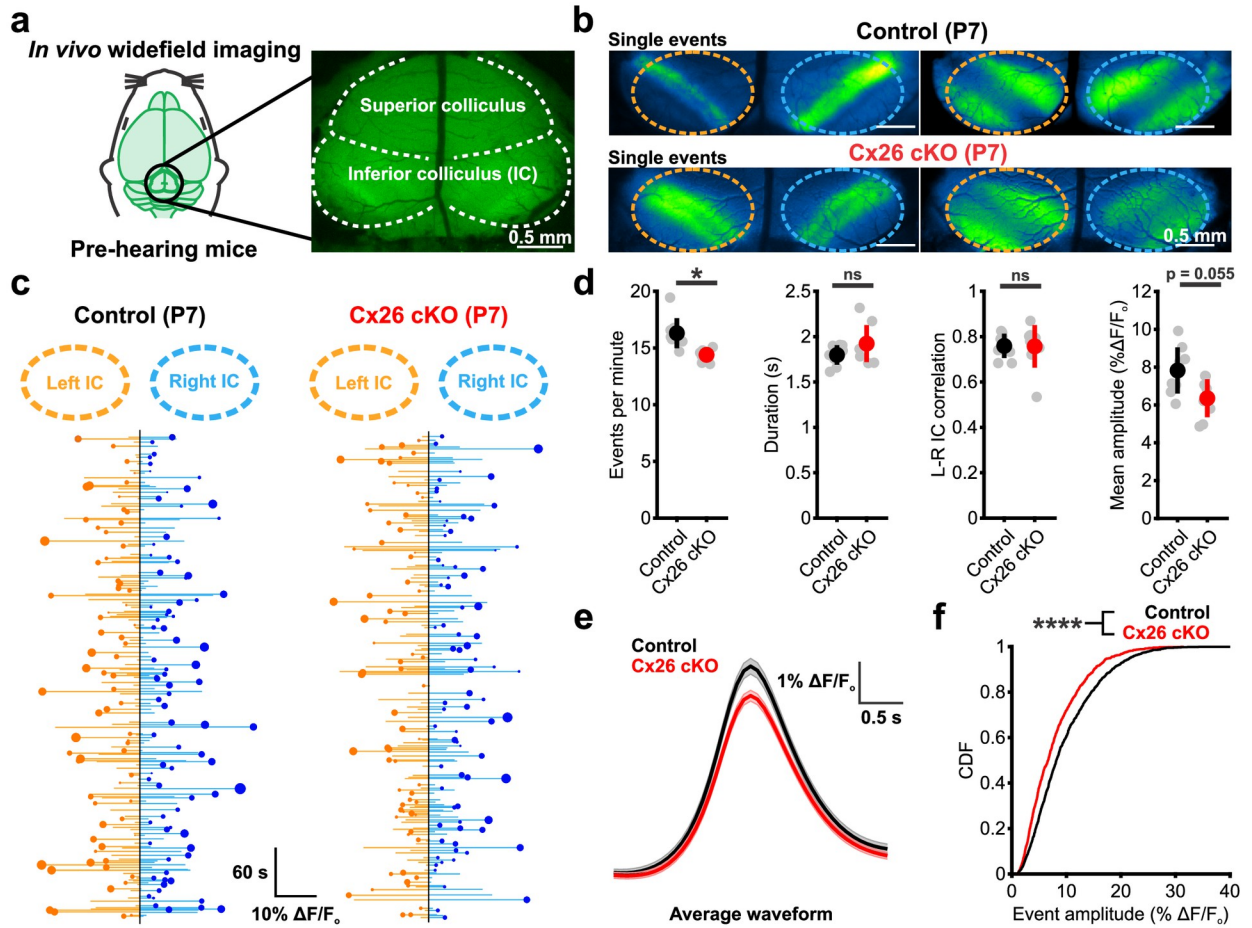 a
In vivo widefield imaging
Pre-hearing mice
Superior colliculus
Inferior colliculus (IC)
0.5 mm
b
Control (P7)
Single events
Cx26 cKO (P7)
Single events
0.5 mm
c
Control (P7)
Cx26 cKO (P7)
Left IC
Right IC
Left IC
Right IC
60 s
10% ΔF/Fo
d
*
Events per minute
20
15
10
5
0
Control
Cx26 cKO
ns
Duration (s)
2.5
2
1.5
1
0.5
0
Control
Cx26 cKO
ns
L-R IC correlation
1
0.8
0.6
0.4
0.2
0
Control
Cx26 cKO
p = 0.055
Mean amplitude (%ΔF/Fo)
12
10
8
6
4
2
0
Control
Cx26 cKO
e
Control
Cx26 cKO
1% ΔF/Fo
0.5 s
Average waveform
f
****
Control
Cx26 cKO
CDF
1
0.8
0.6
0.4
0.2
0
0
10
20
30
40
Event amplitude (% ΔF/Fo)